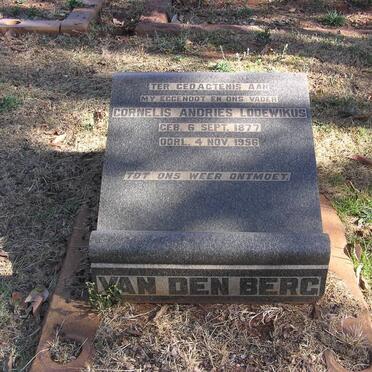 TER GEDACTENIS AAN
MY EGGENOOT EN ONS VADER
CORNELIS ANDRIES LODEWIKUS
GEB. 6 SEPT. 1877
OORL. 4 NOV. 1956
TOT ONS WEER ONTMOET.
VAN DEN BERG